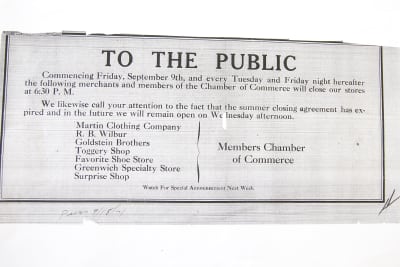 TO THE PUBLIC
Commencing Friday, September 9th, and every Tuesday and Friday night hereafter
the following merchants and members of the Chamber of Commerce will close our stores
at 6:30 P. M.
We likewise call your attention to the fact that the summer closing agreement has ex-
pired and in the future we will remain open on We nesday afternoon.
Martin Clothing Company
R. B. Wilbur
Goldstein Brothers
Toggery Shop
Favorite Shoe Store
Greenwich Specialty Store
Surprise Shop
Members Chamber
of Commerce
Watch For Special Announcement Next Week.